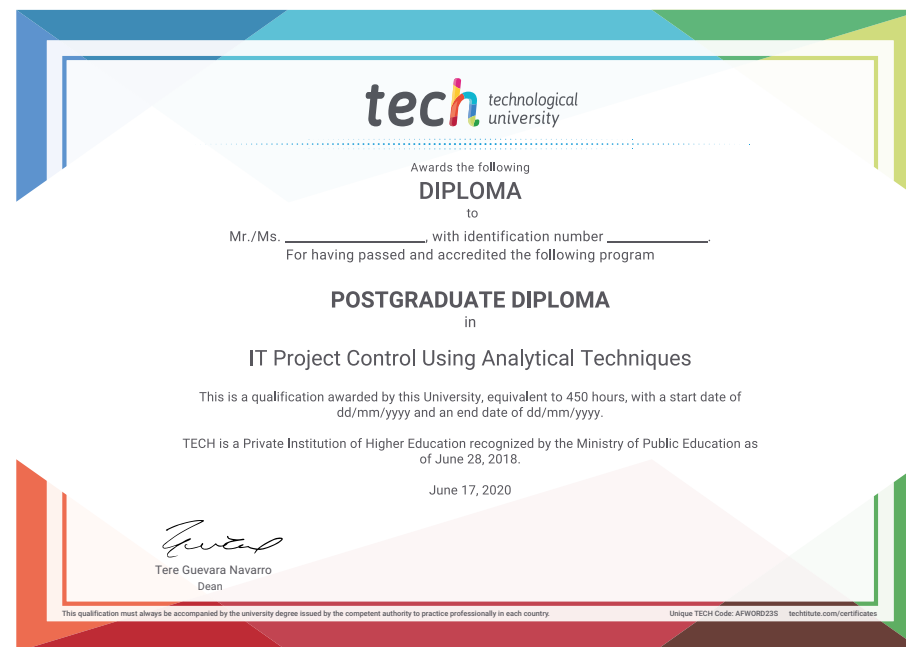 tech technological
university
Awards the following
DIPLOMA
to
Mr./Ms. ____________________, with identification number __________________.
For having passed and accredited the following program
POSTGRADUATE DIPLOMA
in
IT Project Control Using Analytical Techniques
This is a qualification awarded by this University, equivalent to 450 hours, with a start date of
dd/mm/yyyy and an end date of dd/mm/yyyy.
TECH is a Private Institution of Higher Education recognized by the Ministry of Public Education as
of June 28, 2018.
June 17, 2020
Tere Guevara Navarro
Dean
This qualification must always be accompanied by the university degree issued by the competent authority to practice professionally in each country. Unique TECH Code: AFWORD23S techtitute.com/certificates